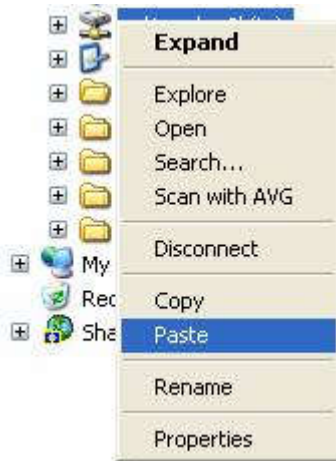 Expand
Explore
Open
Search...
Scan with AVG
Disconnect
My
Copy
Rec
Paste
Sha
Rename
Properties